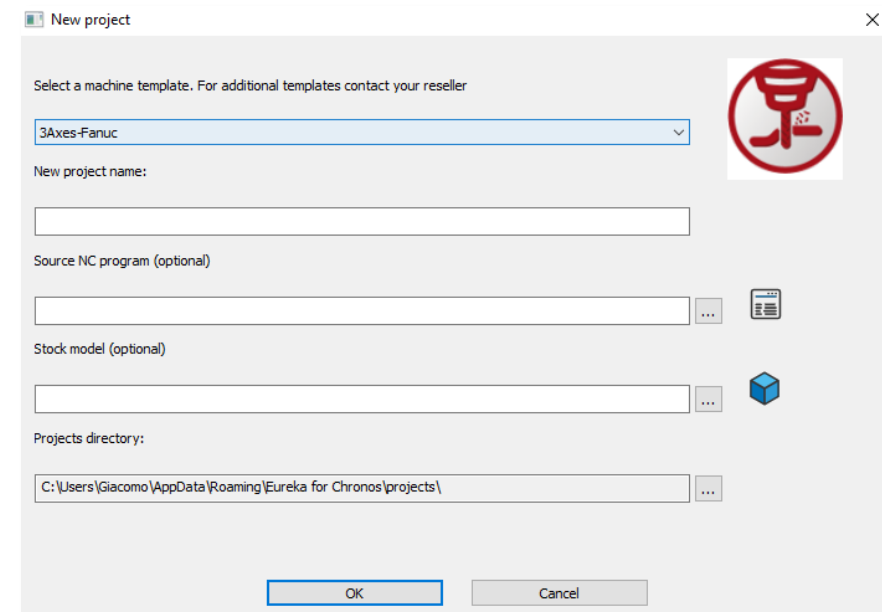 New project
Select a machine template. For additional templates contact your reseller
3Axes-Fanuc
New project name:
Source NC program (optional)
...
Stock model (optional)
...
Projects directory:
C:\Users\Giacomo\AppData\Roaming\Eureka for Chronos\projects\
...
OK
Cancel